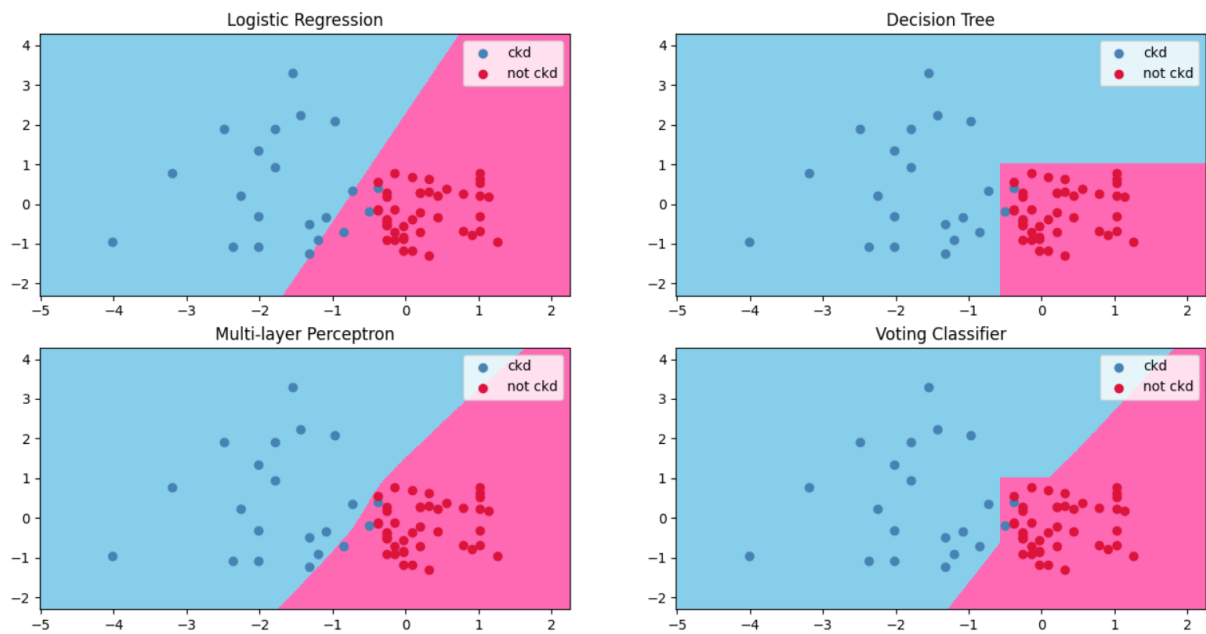 Logistic Regression
4
3
2
1
0
−1
−2
−5 −4 −3 −2 −1 0 1 2
ckd
not ckd
Decision Tree
4
3
2
1
0
−1
−2
−5 −4 −3 −2 −1 0 1 2
ckd
not ckd
Multi-layer Perceptron
4
3
2
1
0
−1
−2
−5 −4 −3 −2 −1 0 1 2
ckd
not ckd
Voting Classifier
4
3
2
1
0
−1
−2
−5 −4 −3 −2 −1 0 1 2
ckd
not ckd